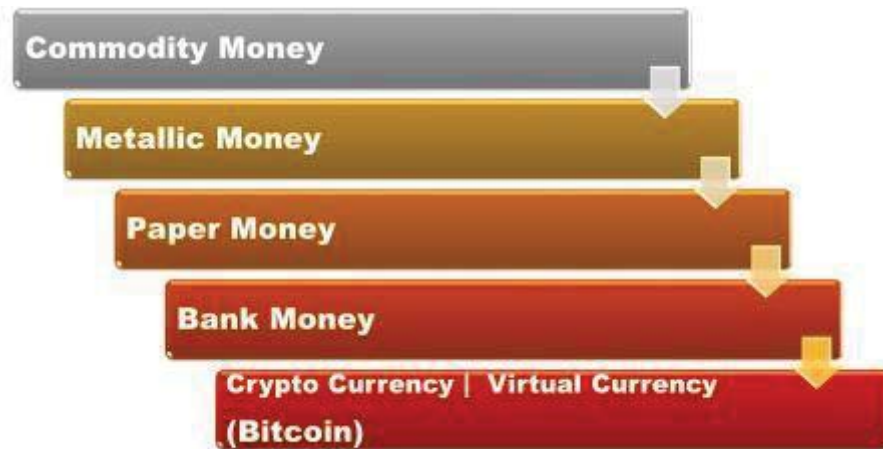 Commodity Money
Metallic Money
Paper Money
Bank Money
Crypto Currency | Virtual Currency
(Bitcoin)